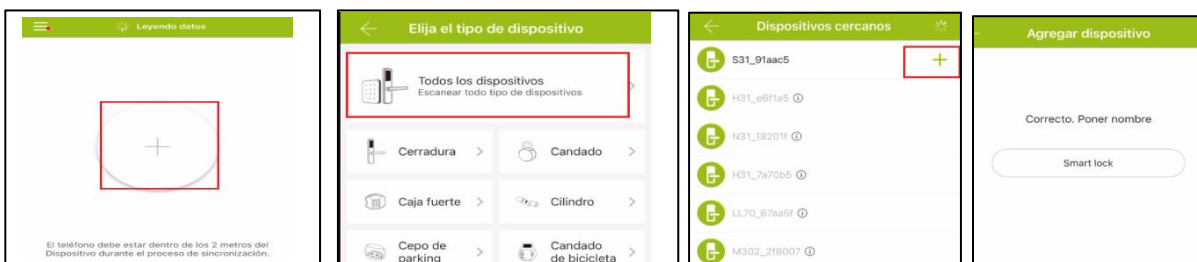 Leyendo datos
El teléfono debe estar dentro de los 2 metros del
Dispositivo durante el proceso de sincronización.
Elija el tipo de dispositivo
Todos los dispositivos
Escanear todo tipo de dispositivos
Cerradura
Candado
Caja fuerte
Cilindro
Cepo de
parking
Candado
de bicicleta
Dispositivos cercanos
S31_91aac5
H31_e6f1a5
N31_18201f
H31_7a70b5
LL70_67aa5f
M302_2f8007
Agregar dispositivo
Correcto. Poner nombre
Smart lock